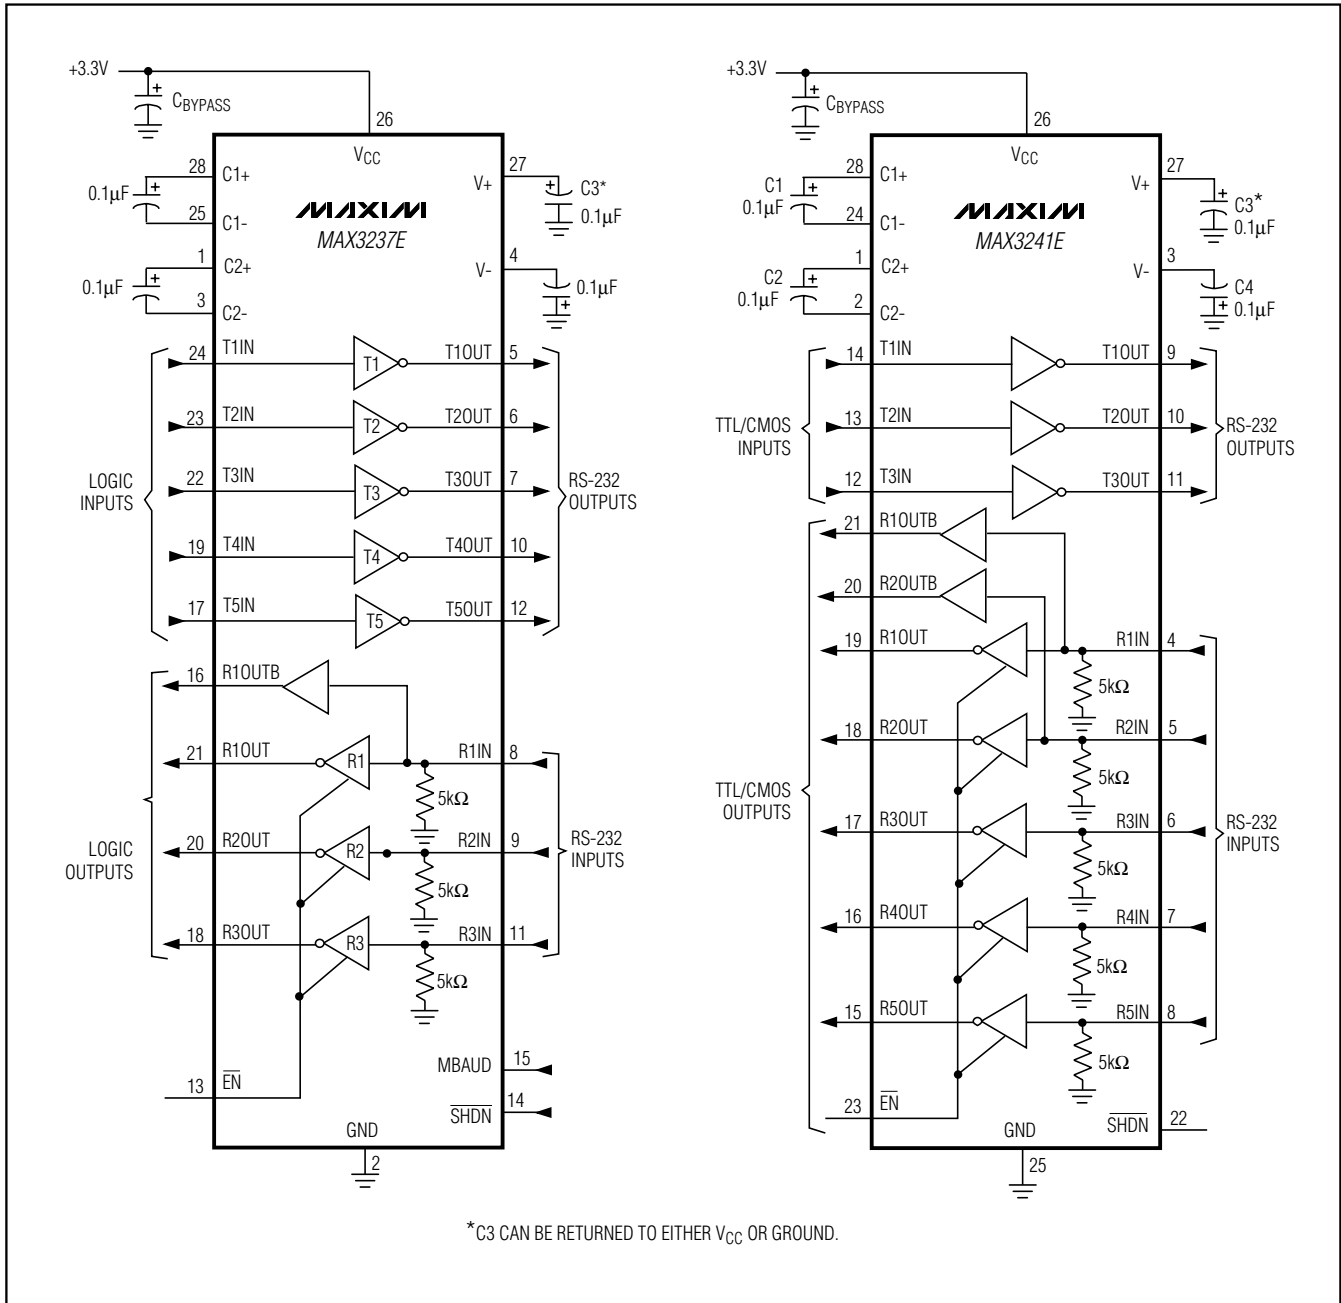 +3.3V
CBYPASS
26
VCC
28
C1+
0.1µF
25
C1-
1
C2+
0.1µF
3
C2-
MAXIM
MAX3237E
27
V+
C3*
0.1µF
4
V-
0.1µF
24 T1IN T1 T1OUT 5
23 T2IN T2 T2OUT 6
22 T3IN T3 T3OUT 7
19 T4IN T4 T4OUT 10
17 T5IN T5 T5OUT 12
LOGIC
INPUTS
RS-232
OUTPUTS
16 R1OUTB
21 R1OUT R1 R1IN 8
5kΩ
20 R2OUT R2 R2IN 9
5kΩ
18 R3OUT R3 R3IN 11
5kΩ
LOGIC
OUTPUTS
RS-232
INPUTS
MBAUD 15
13 EN
SHDN 14
GND
2
+3.3V
CBYPASS
26
VCC
28
C1+
C1
0.1µF
24
C1-
1
C2+
C2
0.1µF
2
C2-
MAXIM
MAX3241E
27
V+
C3*
0.1µF
3
V-
C4
0.1µF
14 T1IN T1OUT 9
13 T2IN T2OUT 10
12 T3IN T3OUT 11
TTL/CMOS
INPUTS
RS-232
OUTPUTS
21 R1OUTB
20 R2OUTB
19 R1OUT R1IN 4
5kΩ
18 R2OUT R2IN 5
5kΩ
17 R3OUT R3IN 6
5kΩ
16 R4OUT R4IN 7
5kΩ
15 R5OUT R5IN 8
5kΩ
TTL/CMOS
OUTPUTS
RS-232
INPUTS
23 EN
SHDN 22
GND
25
*C3 CAN BE RETURNED TO EITHER VCC OR GROUND.